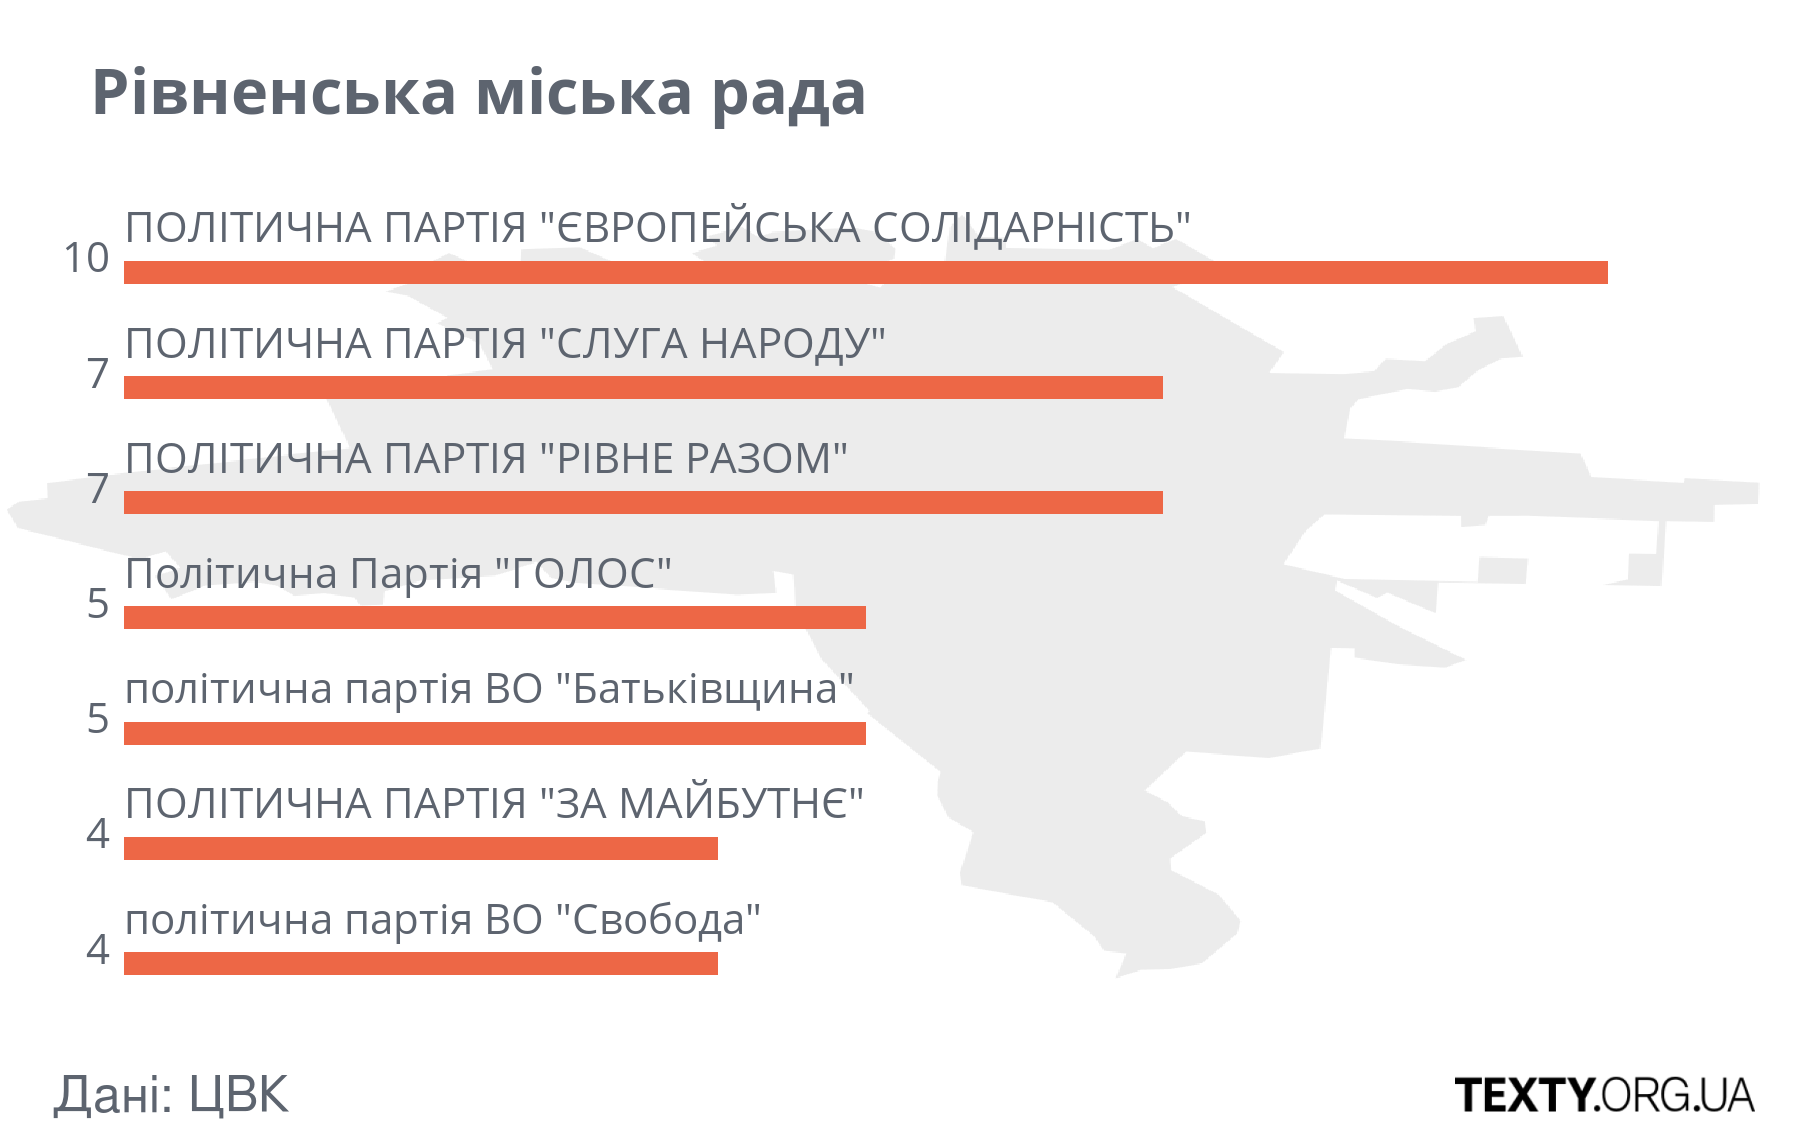 Рівненська міська рада
ПОЛІТИЧНА ПАРТІЯ "ЄВРОПЕЙСЬКА СОЛІДАРНІСТЬ"
10
ПОЛІТИЧНА ПАРТІЯ "СЛУГА НАРОДУ"
7
ПОЛІТИЧНА ПАРТІЯ "РІВНЕ РАЗОМ"
7
Політична Партія "ГОЛОС"
5
політична партія ВО "Батьківщина"
5
ПОЛІТИЧНА ПАРТІЯ "ЗА МАЙБУТНЄ"
4
політична партія ВО "Свобода"
4
Дані: ЦВК
TEXTY.ORG.UA